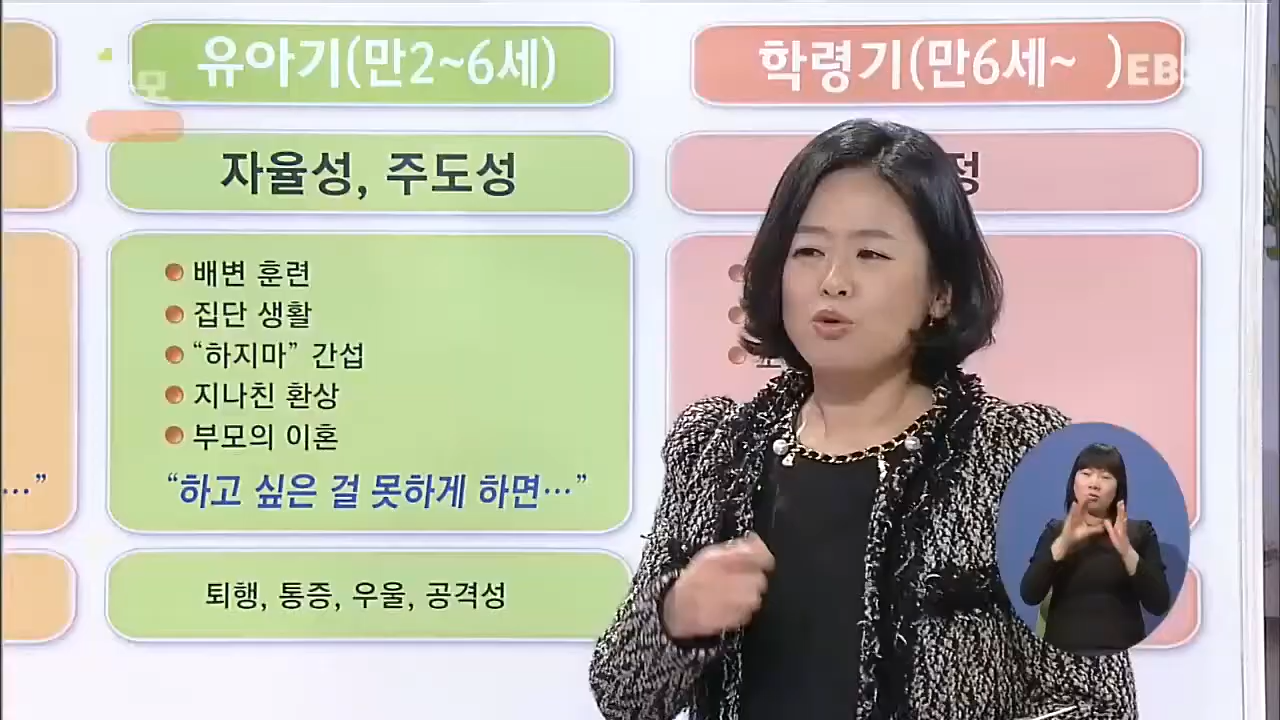 유아기(만2~6세)
학령기(만6세~ )
EBS
모
자율성, 주도성
정
배변 훈련
집단 생활
“하지마” 간섭
지나친 환상
부모의 이혼
…”
“하고 싶은 걸 못하게 하면…”
퇴행, 통증, 우울, 공격성